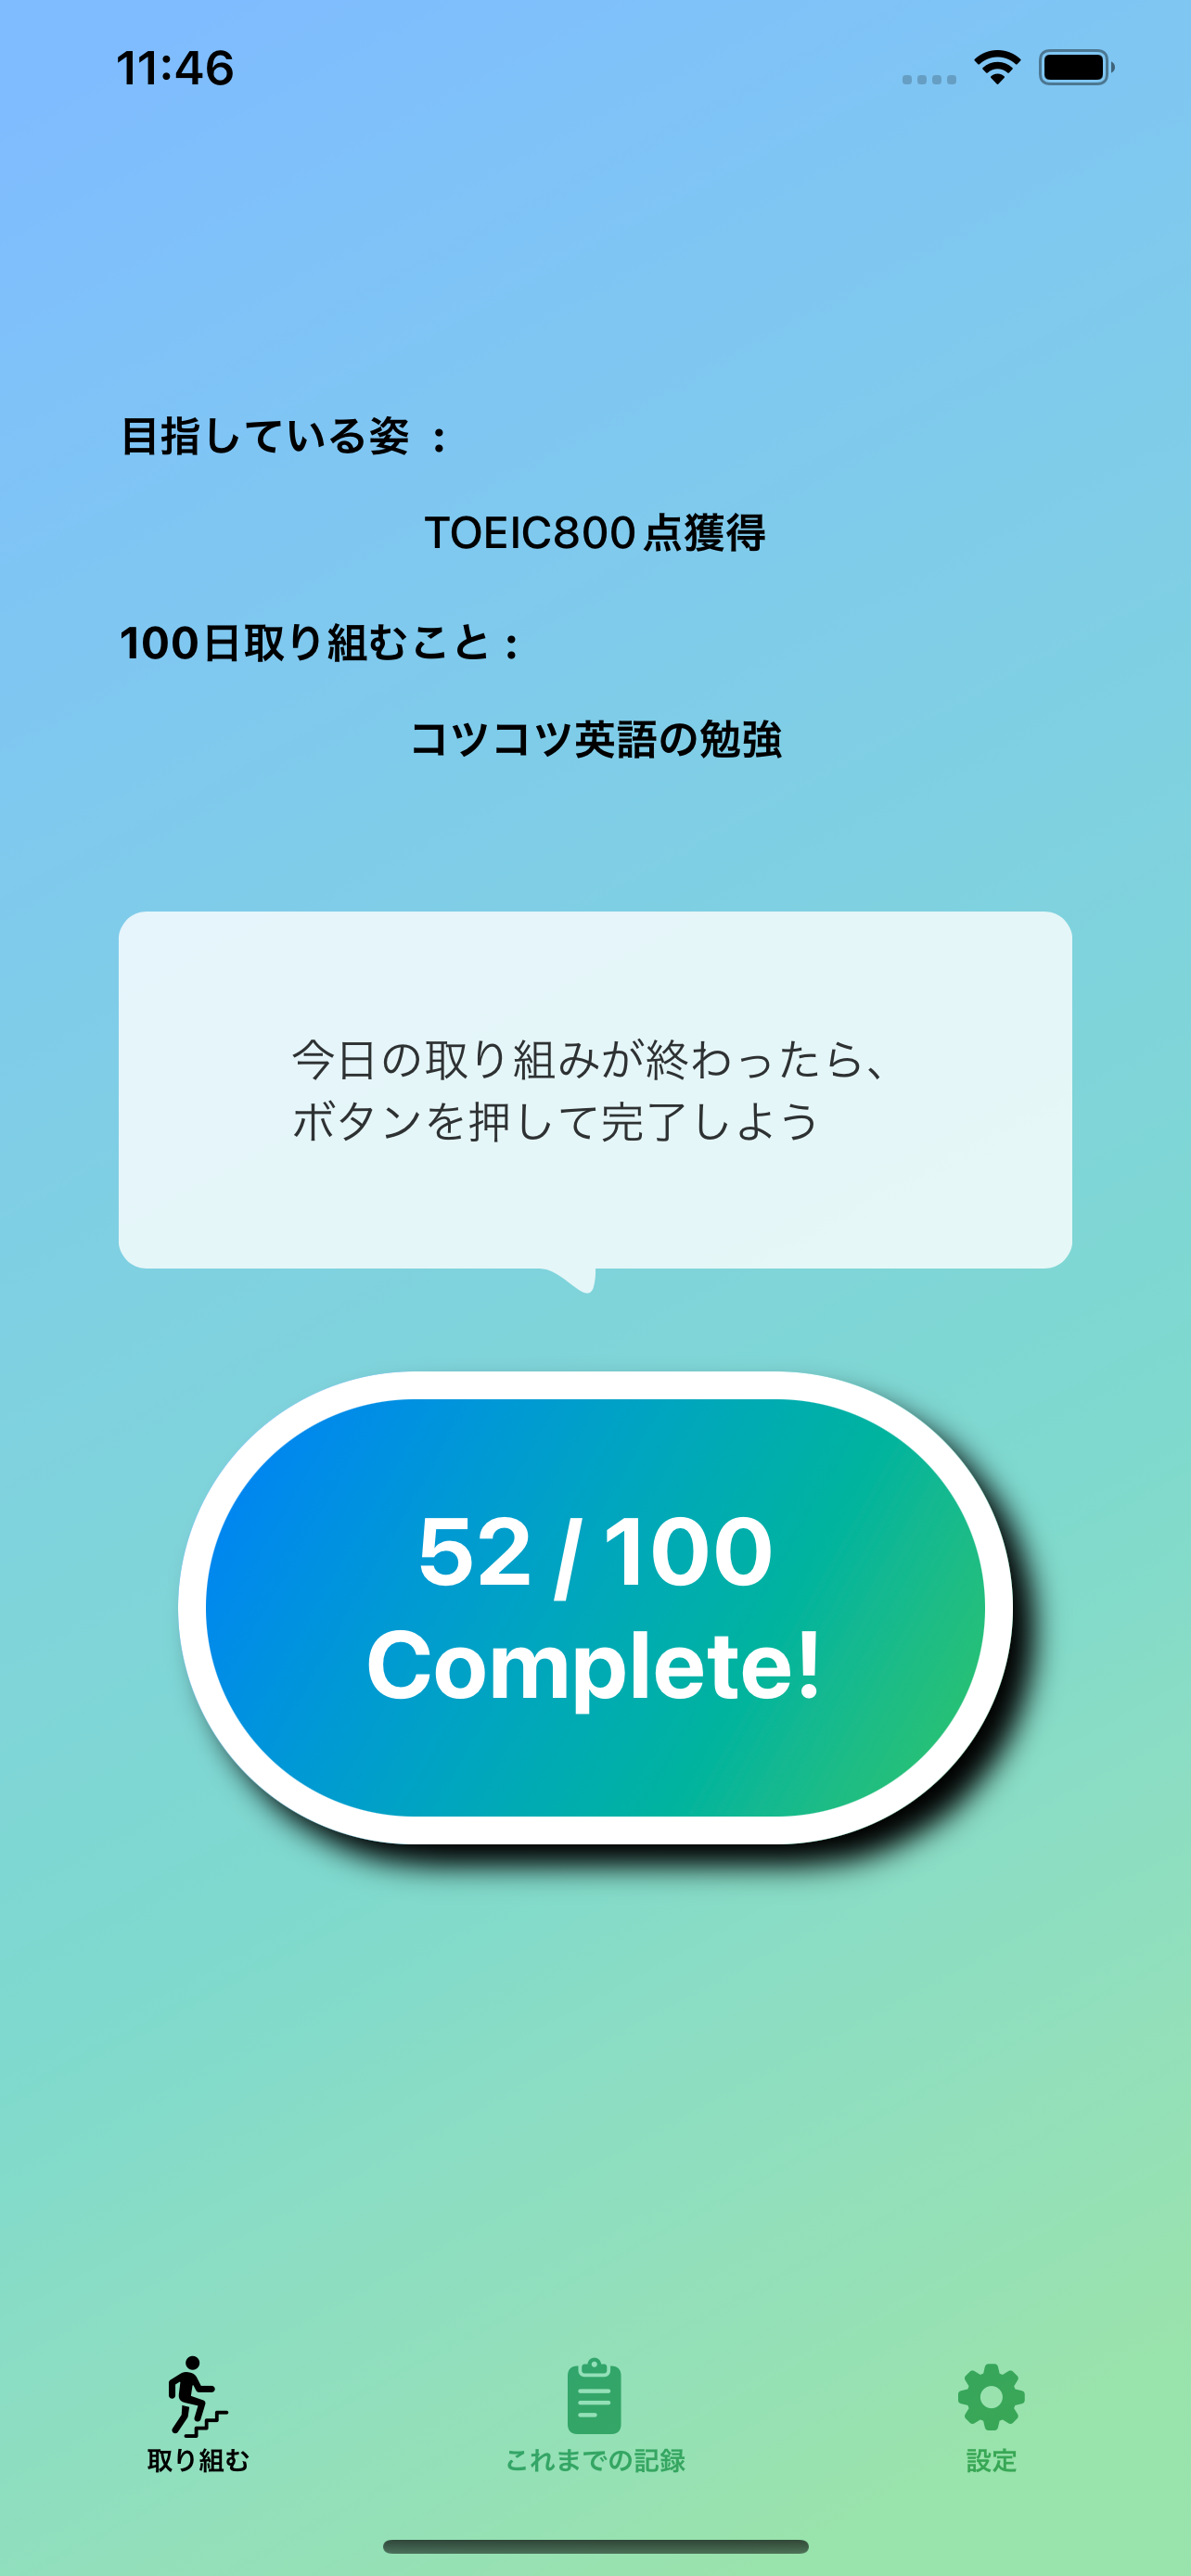 11:46
目指している姿 :
TOEIC800点獲得
100日取り組むこと :
コツコツ英語の勉強
今日の取り組みが終わったら、
ボタンを押して完了しよう
52 / 100
Complete!
取り組む
これまでの記録
設定